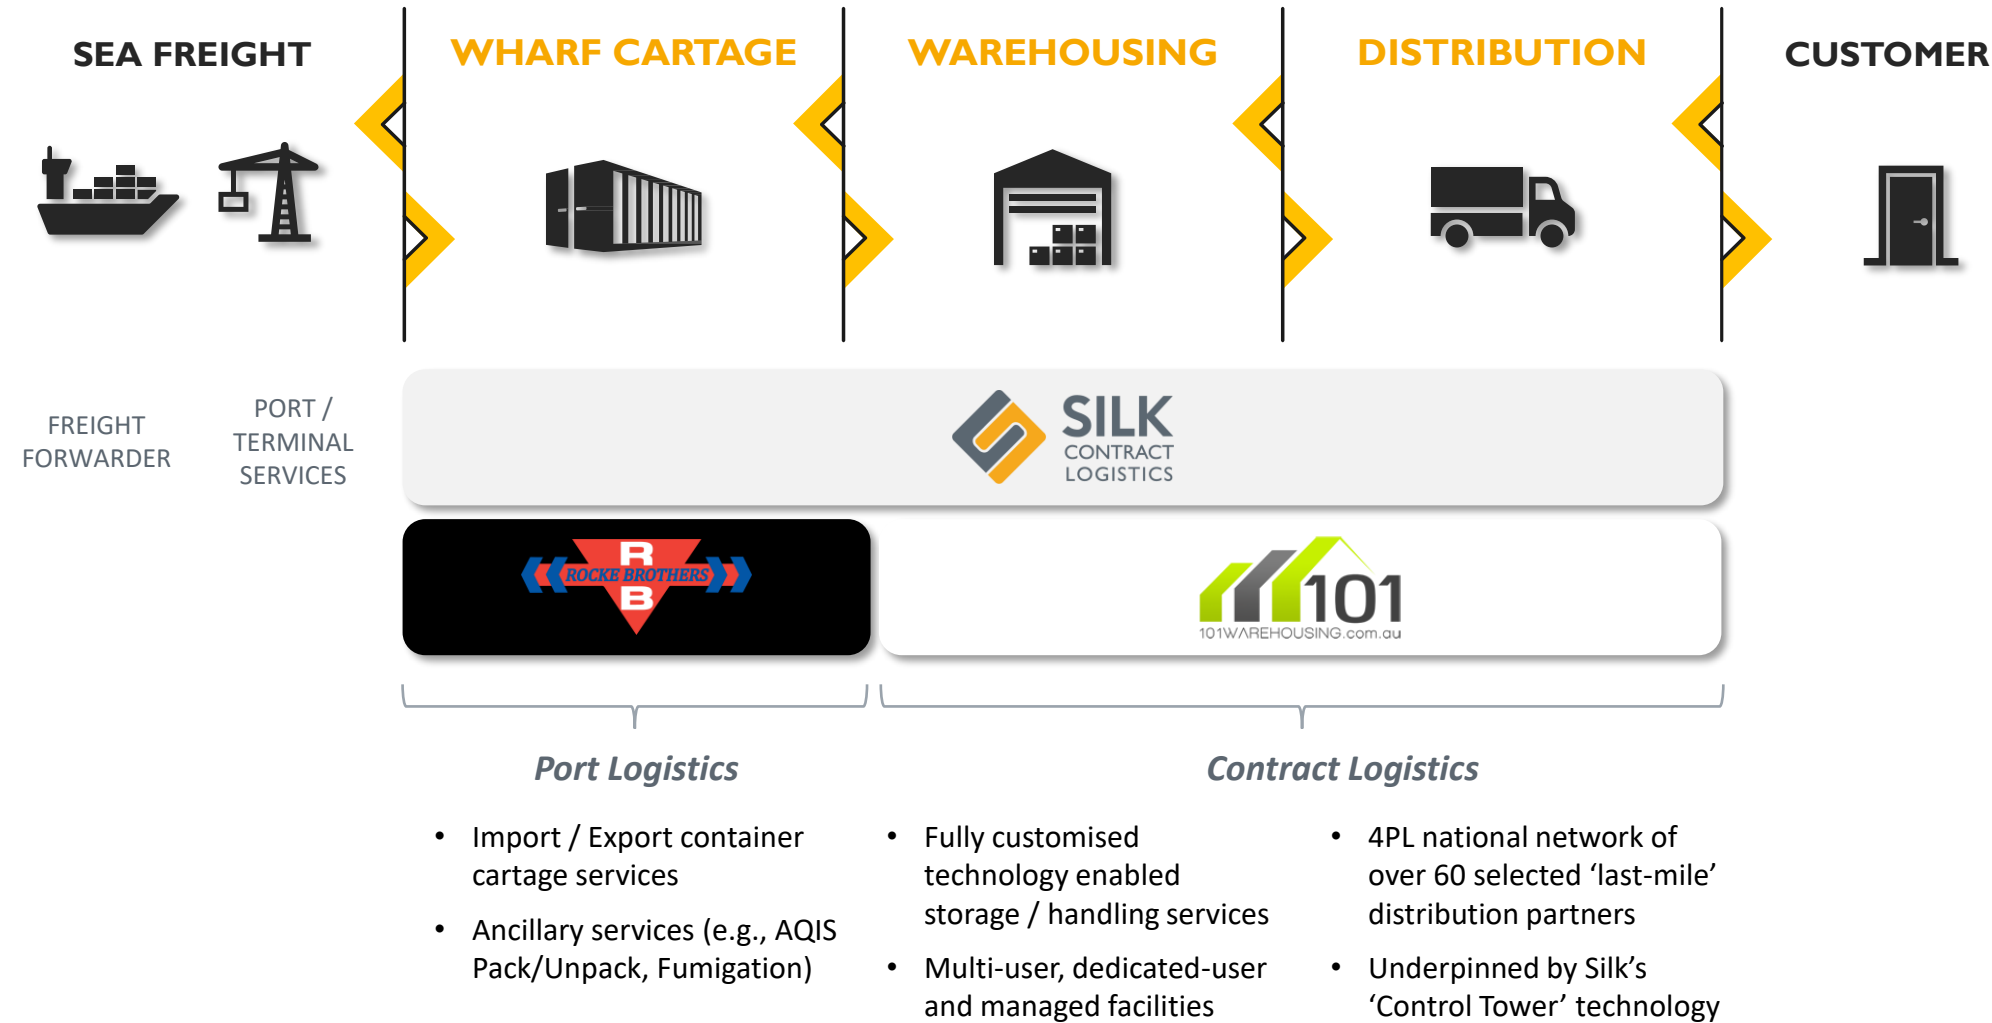 SEA FREIGHT
WHARF CARTAGE
WAREHOUSING
DISTRIBUTION
CUSTOMER
FREIGHT
FORWARDER
PORT /
TERMINAL
SERVICES
SILK
CONTRACT
LOGISTICS
R
ROCKE BROTHERS
B
101
101WAREHOUSING.com.au
Port Logistics
• Import / Export container
cartage services
• Ancillary services (e.g., AQIS
Pack/Unpack, Fumigation)
Contract Logistics
• Fully customised
technology enabled
storage / handling services
• Multi-user, dedicated-user
and managed facilities
• 4PL national network of
over 60 selected ‘last-mile’
distribution partners
• Underpinned by Silk’s
‘Control Tower’ technology